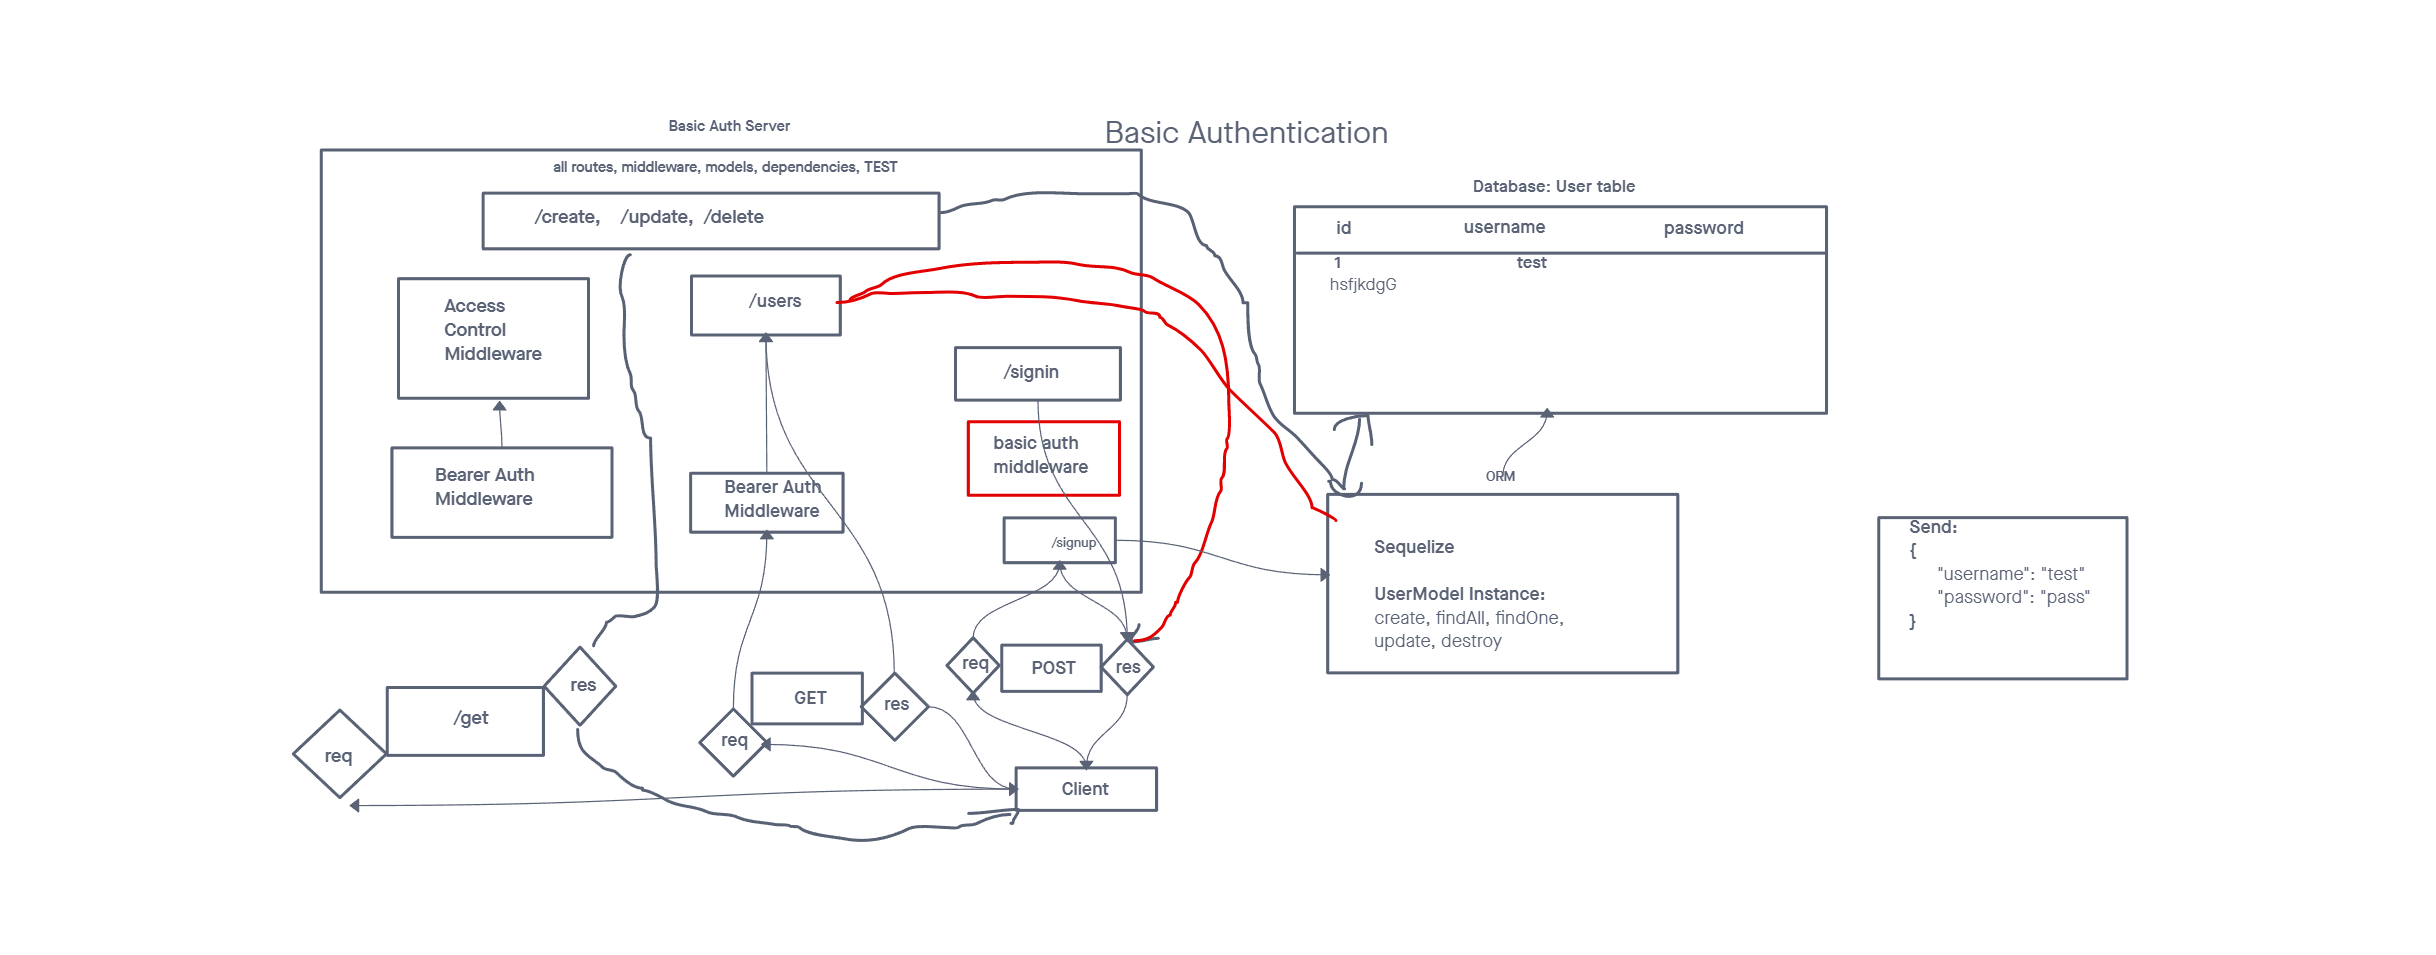 Basic Authentication
Basic Auth Server
all routes, middleware, models, dependencies, TEST
/create, /update, /delete
Access
Control
Middleware
/users
/signin
basic auth
middleware
Bearer Auth
Middleware
Bearer Auth
Middleware
/signup
Database: User table
id username password
1 test
hsfjkdgG
ORM
Sequelize
UserModel Instance:
create, findAll, findOne,
update, destroy
Send:
{
"username": "test"
"password": "pass"
}
req
POST
res
res
/get
req
GET
res
req
Client